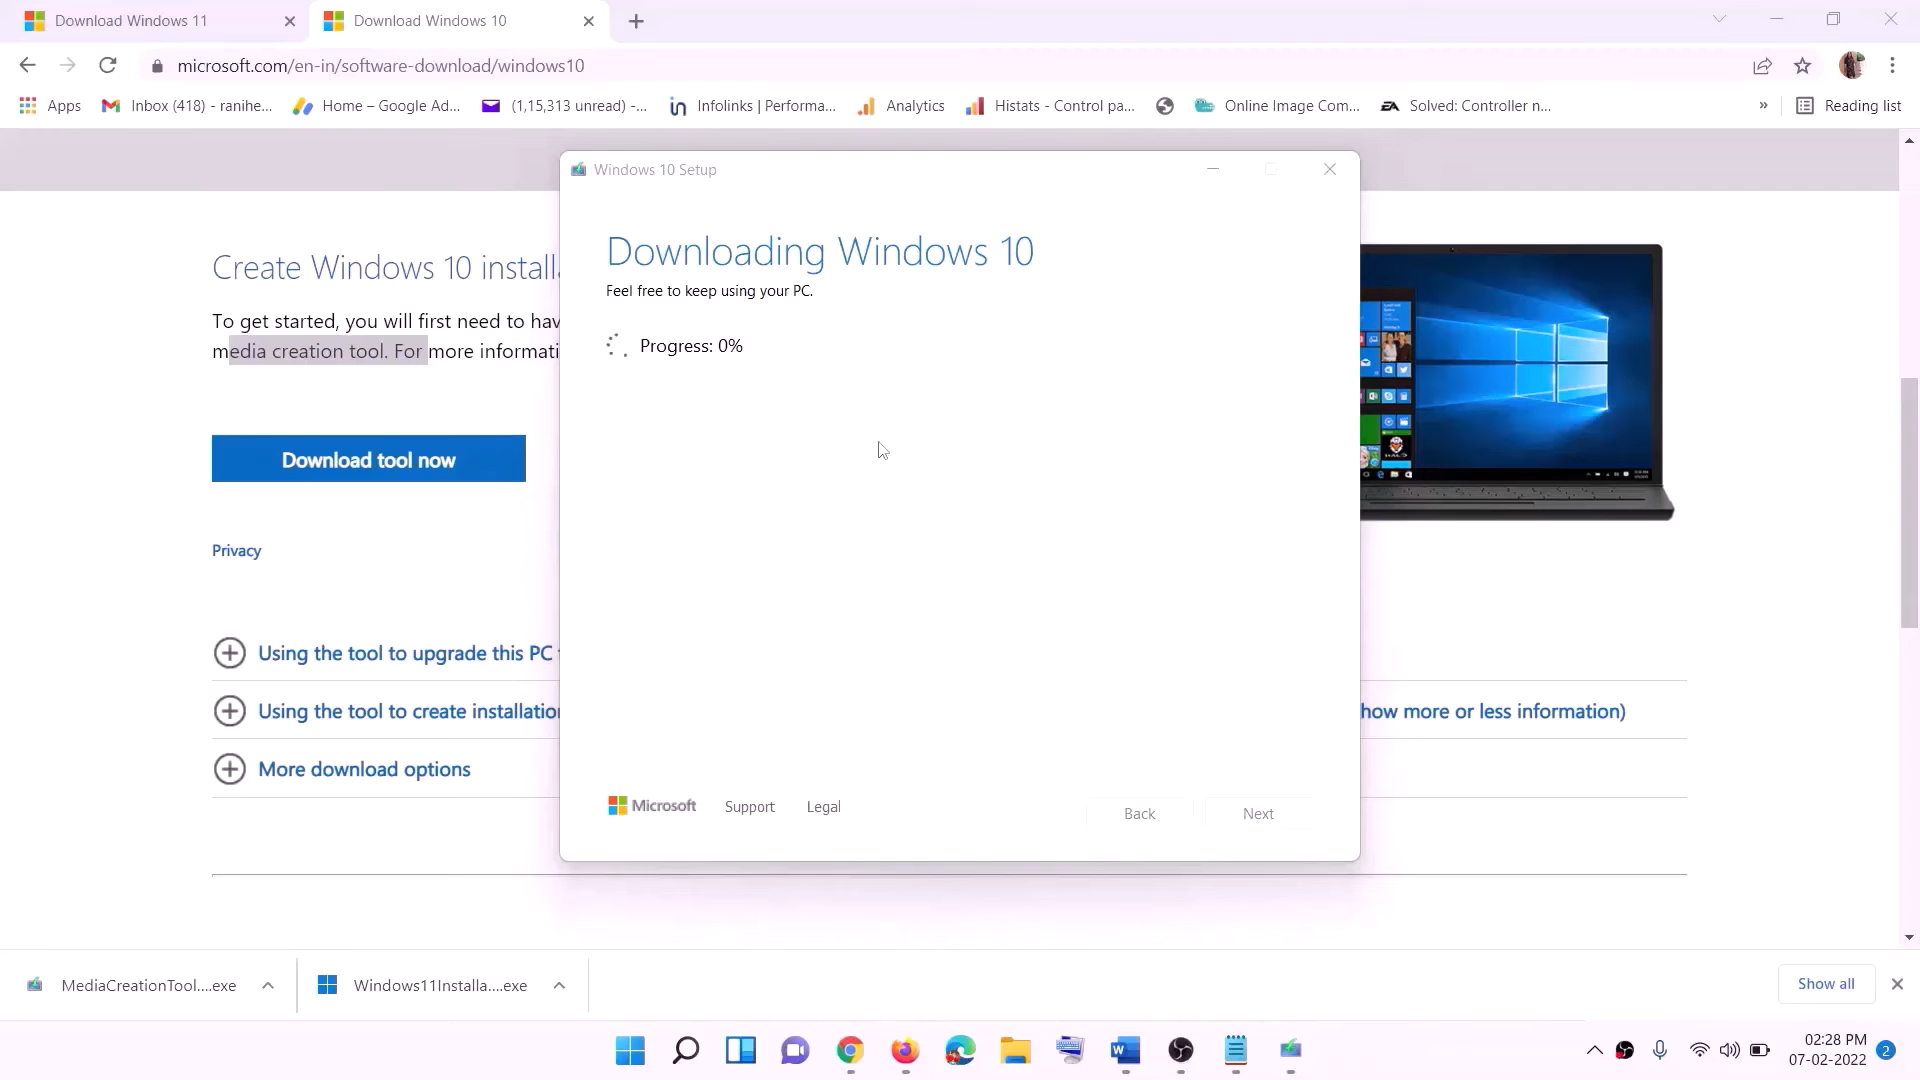 Download Windows 11
Download Windows 10
microsoft.com/en-in/software-download/windows10
Apps
Inbox (418) - ranihe...
Home – Google Ad...
(1,15,313 unread) -...
Infolinks | Performa...
Analytics
Histats - Control pa...
Online Image Com...
Solved: Controller n...
»
Reading list
Windows 10 Setup
Downloading Windows 10
Feel free to keep using your PC.
Progress: 0%
Create Windows 10 installa
To get started, you will first need to hav
media creation tool. For more informati
Download tool now
Privacy
Using the tool to upgrade this PC
Using the tool to create installation
how more or less information)
More download options
Microsoft
Support
Legal
Back
Next
MediaCreationTool....exe
Windows11Installa....exe
Show all
02:28 PM
07-02-2022
2